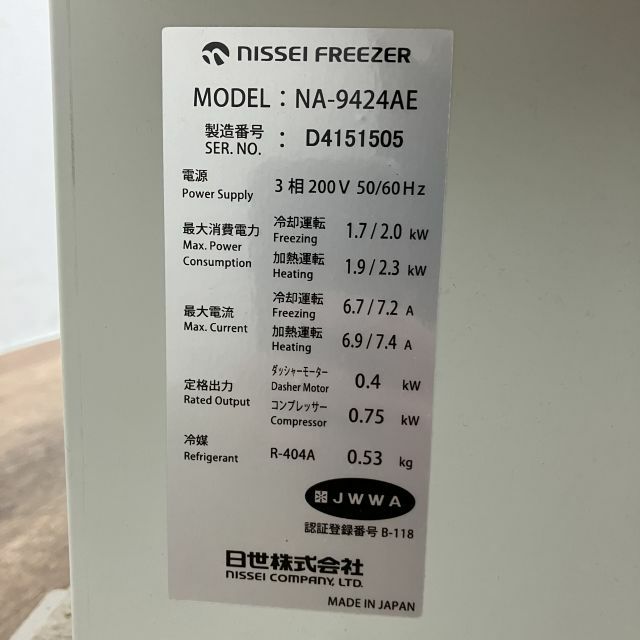 NISSEI FREEZER
MODEL : NA-9424AE
製造番号 SER. NO. : D4151505
電源 Power Supply 3相200V 50/60Hz
最大消費電力 Max. Power Consumption
冷却運転 Freezing 1.7 / 2.0 kW
加熱運転 Heating 1.9 / 2.3 kW
最大電流 Max. Current
冷却運転 Freezing 6.7 / 7.2 A
加熱運転 Heating 6.9 / 7.4 A
定格出力 Rated Output
ダッシャーモーター Dasher Motor 0.4 kW
コンプレッサー Compressor 0.75 kW
冷媒 Refrigerant R-404A 0.53 kg
JWWA
認証登録番号 B-118
日世株式会社
NISSEI COMPANY, LTD.
MADE IN JAPAN